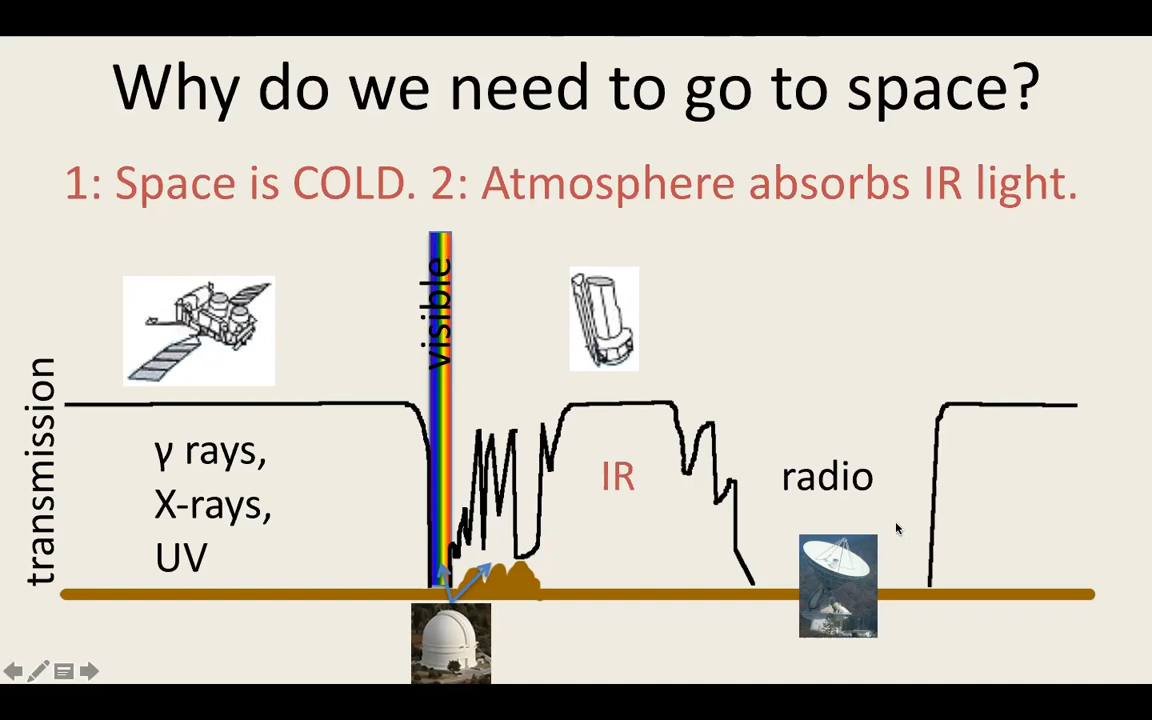 Why do we need to go to space?
1: Space is COLD. 2: Atmosphere absorbs IR light.
visible
transmission
γ rays,
X-rays,
UV
IR
radio